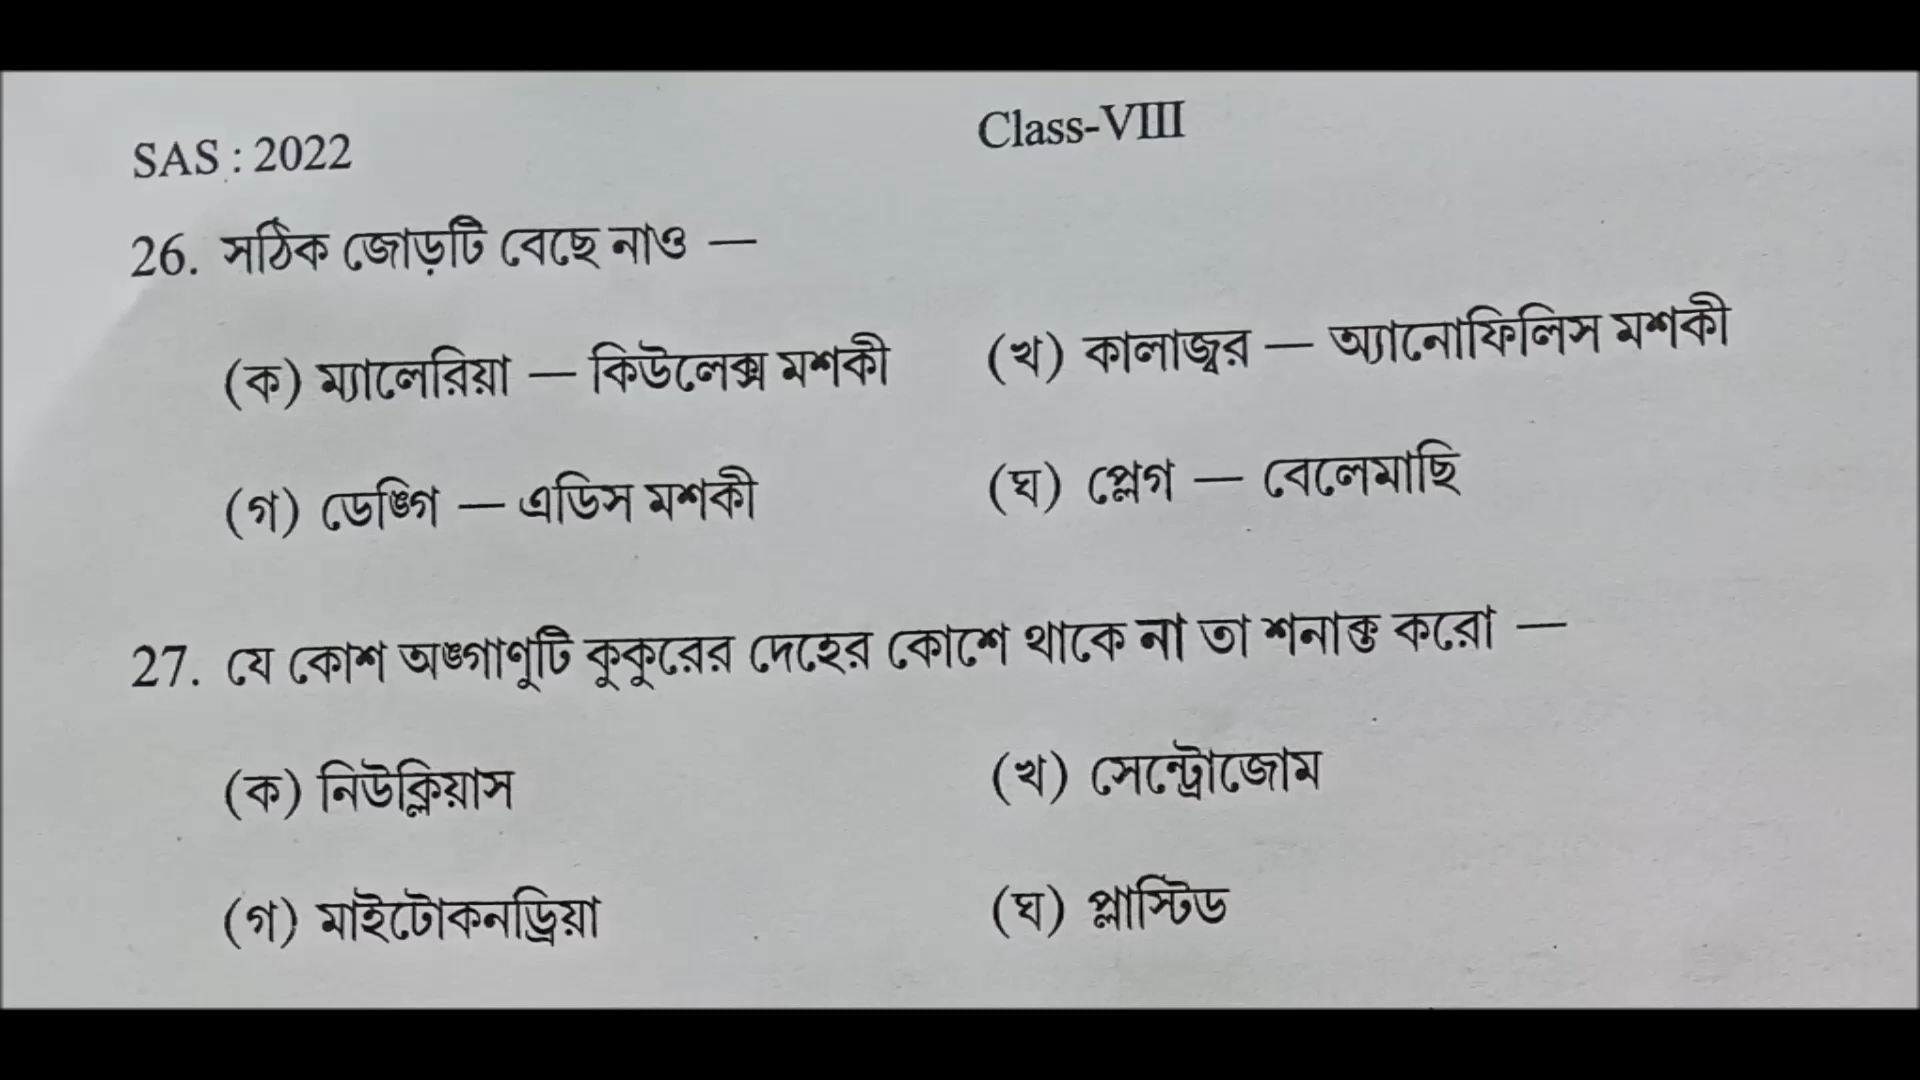 SAS : 2022
Class-VIII
26. সঠিক জোড়টি বেছে নাও —
(ক) ম্যালেরিয়া — কিউলেক্স মশকী (খ) কালাজ্বর — অ্যানোফিলিস মশকী
(গ) ডেঙ্গি — এডিস মশকী (ঘ) প্লেগ — বেলেমাছি
27. যে কোশ অঙ্গাণুটি কুকুরের দেহের কোশে থাকে না তা শনাক্ত করো —
(ক) নিউক্লিয়াস (খ) সেন্ট্রোজোম
(গ) মাইটোকনড্রিয়া (ঘ) প্লাস্টিড